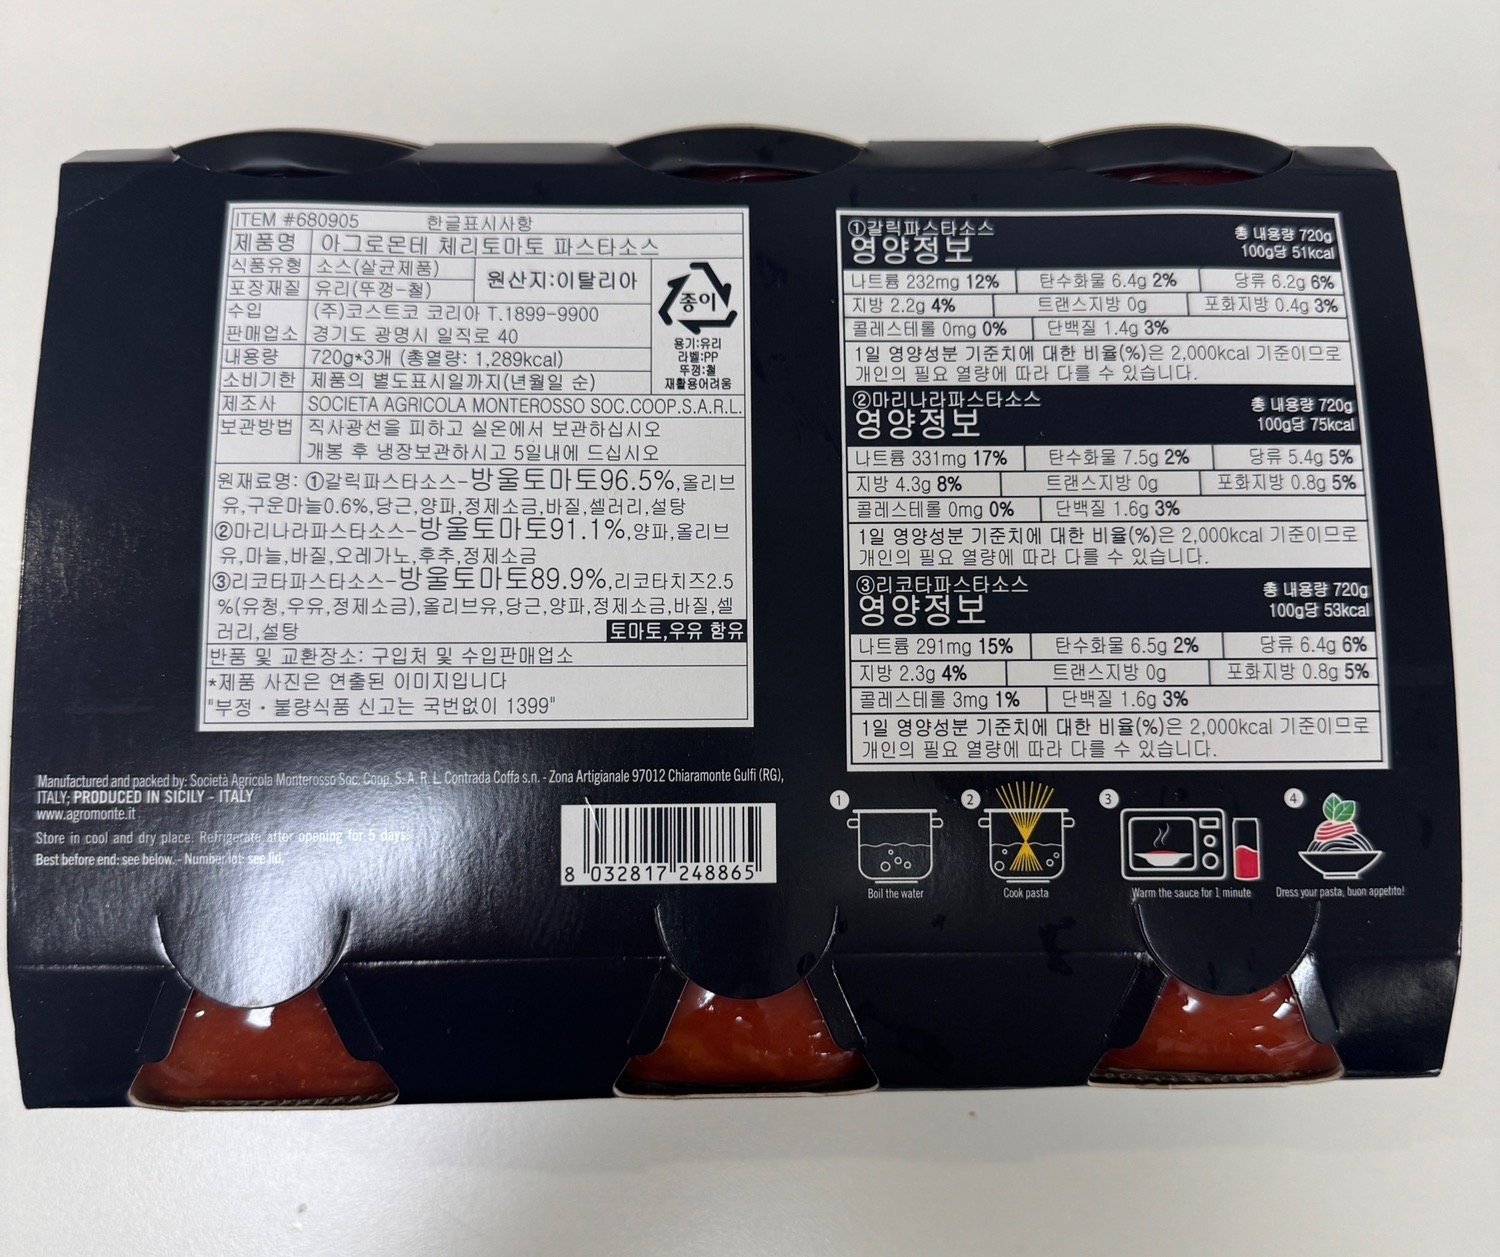 ITEM #680905 한글표시사항
제품명 아그로몬테 체리토마토 파스타소스
식품유형 소스(살균제품)
포장재질 유리(뚜껑-철)
원산지:이탈리아
수입 (주)코스트코 코리아 T.1899-9900
판매업소 경기도 광명시 일직로 40
내용량 720g*3개 (총열량: 1,289kcal)
소비기한 제품의 별도표시일까지(년월일 순)
종이
용기:유리
라벨:PP
뚜껑:철
재활용어려움
제조사 SOCIETA AGRICOLA MONTEROSSO SOC.COOP.S.A.R.L.
보관방법 직사광선을 피하고 실온에서 보관하십시오
개봉 후 냉장보관하시고 5일내에 드십시오
원재료명: ①갈릭파스타소스-방울토마토96.5%,올리브
유,구운마늘0.6%,당근,양파,정제소금,바질,셀러리,설탕
②마리나라파스타소스-방울토마토91.1%,양파,올리브
유,마늘,바질,오레가노,후추,정제소금
③리코타파스타소스-방울토마토89.9%,리코타치즈2.5
%(유청,우유,정제소금),올리브유,당근,양파,정제소금,바질,셀
러리,설탕
토마토,우유 함유
반품 및 교환장소: 구입처 및 수입판매업소
*제품 사진은 연출된 이미지입니다
"부정·불량식품 신고는 국번없이 1399"
①갈릭파스타소스
영양정보
총 내용량 720g
100g당 51kcal
나트륨 232mg 12% 탄수화물 6.4g 2% 당류 6.2g 6%
지방 2.2g 4% 트랜스지방 0g 포화지방 0.4g 3%
콜레스테롤 0mg 0% 단백질 1.4g 3%
1일 영양성분 기준치에 대한 비율(%)은 2,000kcal 기준이므로
개인의 필요 열량에 따라 다를 수 있습니다.
②마리나라파스타소스
영양정보
총 내용량 720g
100g당 75kcal
나트륨 331mg 17% 탄수화물 7.5g 2% 당류 5.4g 5%
지방 4.3g 8% 트랜스지방 0g 포화지방 0.8g 5%
콜레스테롤 0mg 0% 단백질 1.6g 3%
1일 영양성분 기준치에 대한 비율(%)은 2,000kcal 기준이므로
개인의 필요 열량에 따라 다를 수 있습니다.
③리코타파스타소스
영양정보
총 내용량 720g
100g당 53kcal
나트륨 291mg 15% 탄수화물 6.5g 2% 당류 6.4g 6%
지방 2.3g 4% 트랜스지방 0g 포화지방 0.8g 5%
콜레스테롤 3mg 1% 단백질 1.6g 3%
1일 영양성분 기준치에 대한 비율(%)은 2,000kcal 기준이므로
개인의 필요 열량에 따라 다를 수 있습니다.
Manufactured and packed by: Società Agricola Monterosso Soc. Coop. S. A. R. L. Contrada Coffa s.n. - Zona Artigianale 97012 Chiaramonte Gulfi (RG),
ITALY; PRODUCED IN SICILY - ITALY
www.agromonte.it
Store in cool and dry place. Refrigerate after opening for 5 days.
Best before end: see below. - Number lot: see lid.
8 032817 248865
1 2 3 4
Boil the water
Cook pasta
Warm the sauce for 1 minute
Dress your pasta, buon appetito!